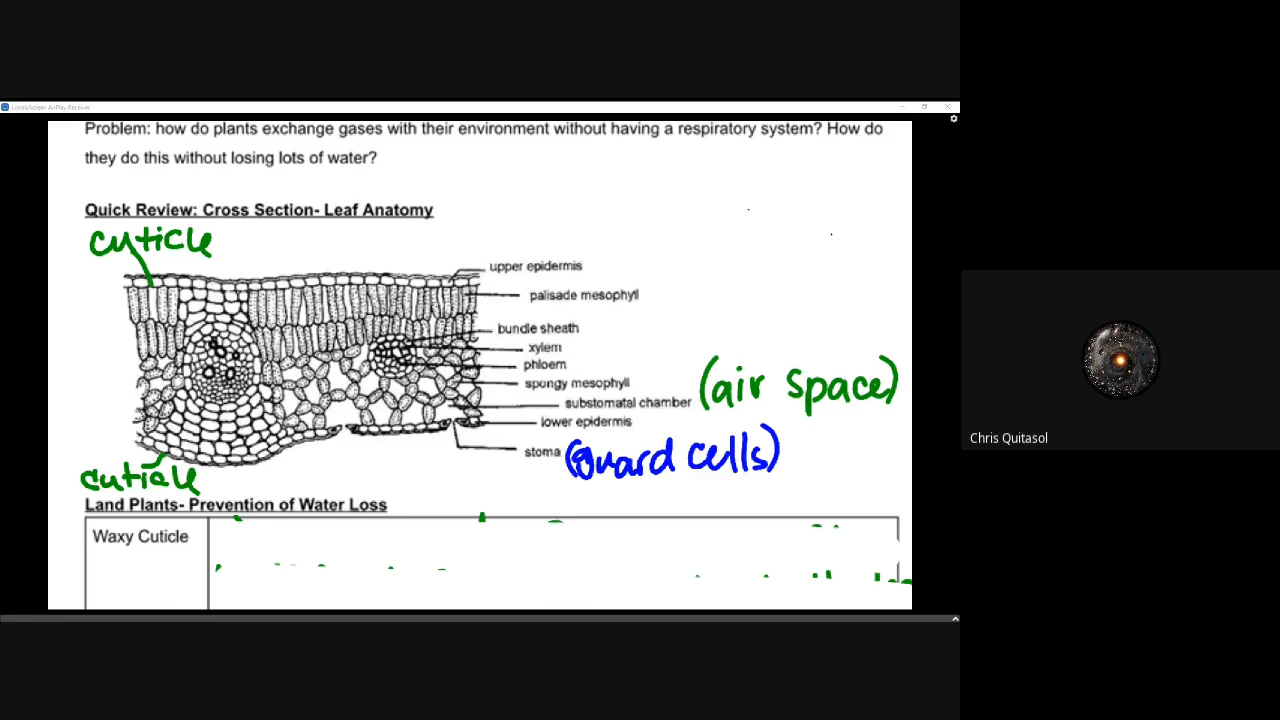 LonelyScreen AirPlay Receiver
Problem: how do plants exchange gases with their environment without having a respiratory system? How do
they do this without losing lots of water?
Quick Review: Cross Section- Leaf Anatomy
cuticle
upper epidermis
palisade mesophyll
bundle sheath
xylem
phloem
spongy mesophyll
substomatal chamber (air space)
lower epidermis
stoma (guard cells)
cuticle
Land Plants- Prevention of Water Loss
Waxy Cuticle
Chris Quitasol